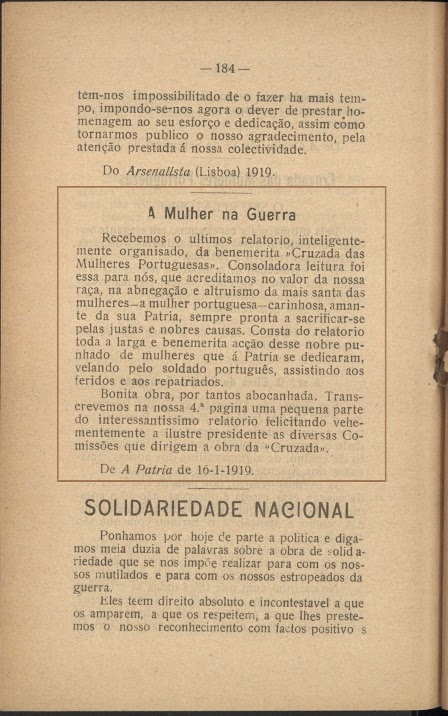 — 184 —
tem-nos impossibilitado de o fazer ha mais tem-
po, impondo-se-nos agora o dever de prestar ho-
menagem ao seu esforço e dedicação, assim como
tornarmos publico o nosso agradecimento, pela
atenção prestada á nossa colectividade.
Do Arsenalista (Lisboa) 1919.
A Mulher na Guerra
Recebemos o ultimos relatorio, inteligente-
mente organisado, da benemerita »Cruzada das
Mulheres Portuguesas». Consoladora leitura foi
essa para nós, que acreditamos no valor da nossa
raça, na abnegação e altruismo da mais santa das
mulheres—a mulher portuguesa—carinhosa, aman-
te da sua Patria, sempre pronta a sacrificar-se
pelas justas e nobres causas. Consta do relatorio
toda a larga e benemerita acção desse nobre pu-
nhado de mulheres que á Patria se dedicaram,
velando pelo soldado português, assistindo aos
feridos e aos repatriados.
Bonita obra, por tantos abocanhada. Trans-
crevemos na nossa 4.ª pagina uma pequena parte
do interessantissimo relatorio felicitando vehe-
mentemente a ilustre presidente as diversas Co-
missões que dirigem a obra da "Cruzada».
De A Patria de 16-1-1919.
SOLIDARIEDADE NACIONAL
Ponhamos por hoje de parte a politica e diga-
mos meia duzia de palavras sobre a obra de solid a-
riedade que se nos impõe realizar para com os nos-
sos mutilados e para com os nossos estropeados da
guerra.
Eles teem direito absoluto e incontestavel a que
os amparem, a que os respeitem, a que lhes preste-
mos o nosso reconhecimento com factos positivo s